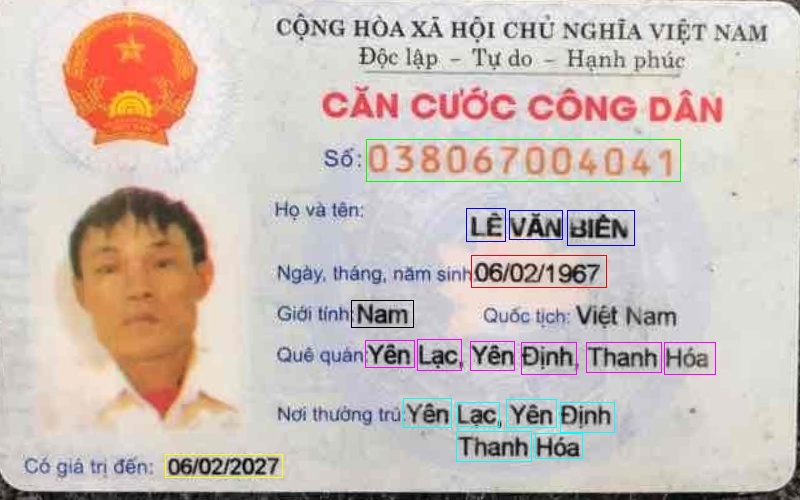 CỘNG HÒA XÃ HỘI CHỦ NGHĨA VIỆT NAM
Độc lập - Tự do - Hạnh phúc
CĂN CƯỚC CÔNG DÂN
Số: 038067004041
Họ và tên:
LÊ VĂN BIÊN
Ngày, tháng, năm sinh: 06/02/1967
Giới tính: Nam Quốc tịch: Việt Nam
Quê quán: Yên Lạc, Yên Định, Thanh Hóa
Nơi thường trú: Yên Lạc, Yên Định
Thanh Hóa
Có giá trị đến: 06/02/2027